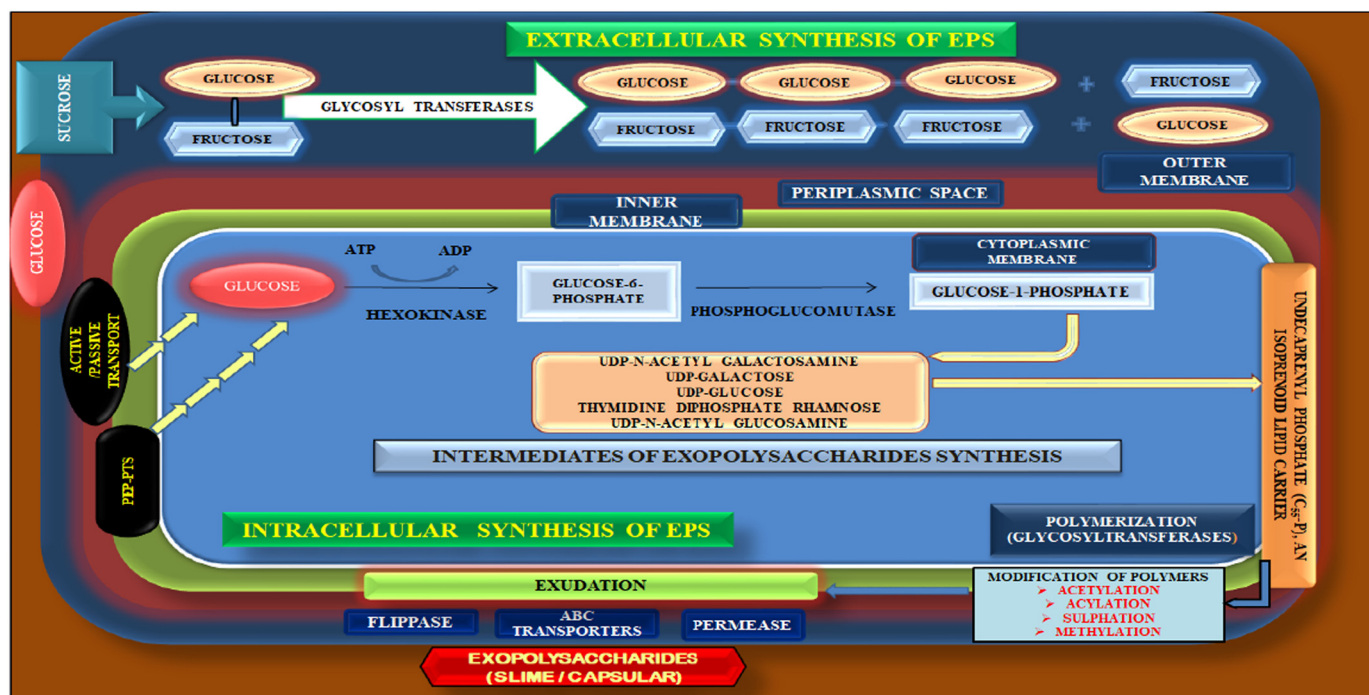 EXTRACELLULAR SYNTHESIS OF EPS
SUCROSE
GLUCOSE
FRUCTOSE
GLYCOSYL TRANSFERASES
GLUCOSE
GLUCOSE
GLUCOSE
+
FRUCTOSE
FRUCTOSE
FRUCTOSE
FRUCTOSE
+
GLUCOSE
OUTER
MEMBRANE
PERIPLASMIC SPACE
INNER
MEMBRANE
GLUCOSE
ACTIVE
/PASSIVE
TRANSPORT
PEP-PTS
GLUCOSE
ATP
ADP
HEXOKINASE
GLUCOSE-6-
PHOSPHATE
PHOSPHOGLUCOMUTASE
CYTOPLASMIC
MEMBRANE
GLUCOSE-1-PHOSPHATE
UDP-N-ACETYL GALACTOSAMINE
UDP-GALACTOSE
UDP-GLUCOSE
THYMIDINE DIPHOSPHATE RHAMNOSE
UDP-N-ACETYL GLUCOSAMINE
INTERMEDIATES OF EXOPOLYSACCHARIDES SYNTHESIS
UNDECAPRENYL PHOSPHATE (C55-P), AN
ISOPRENOID LIPID CARRIER
INTRACELLULAR SYNTHESIS OF EPS
POLYMERIZATION
(GLYCOSYLTRANSFERASES)
MODIFICATION OF POLYMERS
➢ ACETYLATION
➢ ACYLATION
➢ SULPHATION
➢ METHYLATION
EXUDATION
FLIPPASE
ABC
TRANSPORTERS
PERMEASE
EXOPOLYSACCHARIDES
(SLIME / CAPSULAR)